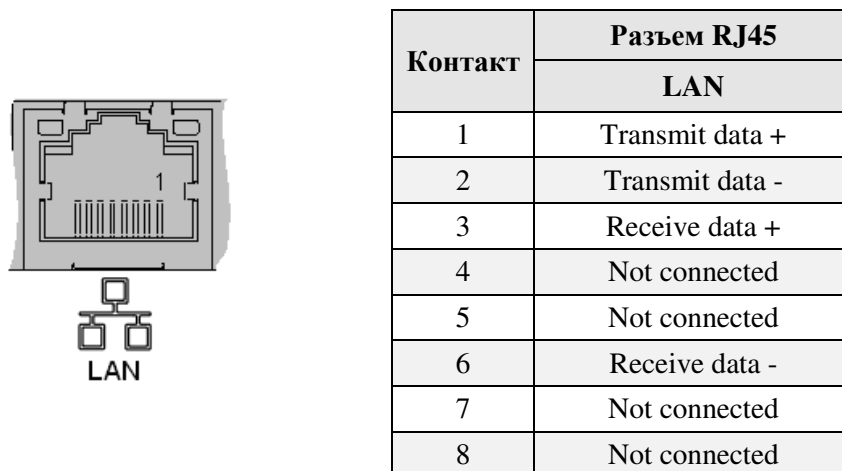 1
LAN
Контакт
Разъем RJ45
LAN
1 Transmit data +
2 Transmit data -
3 Receive data +
4 Not connected
5 Not connected
6 Receive data -
7 Not connected
8 Not connected